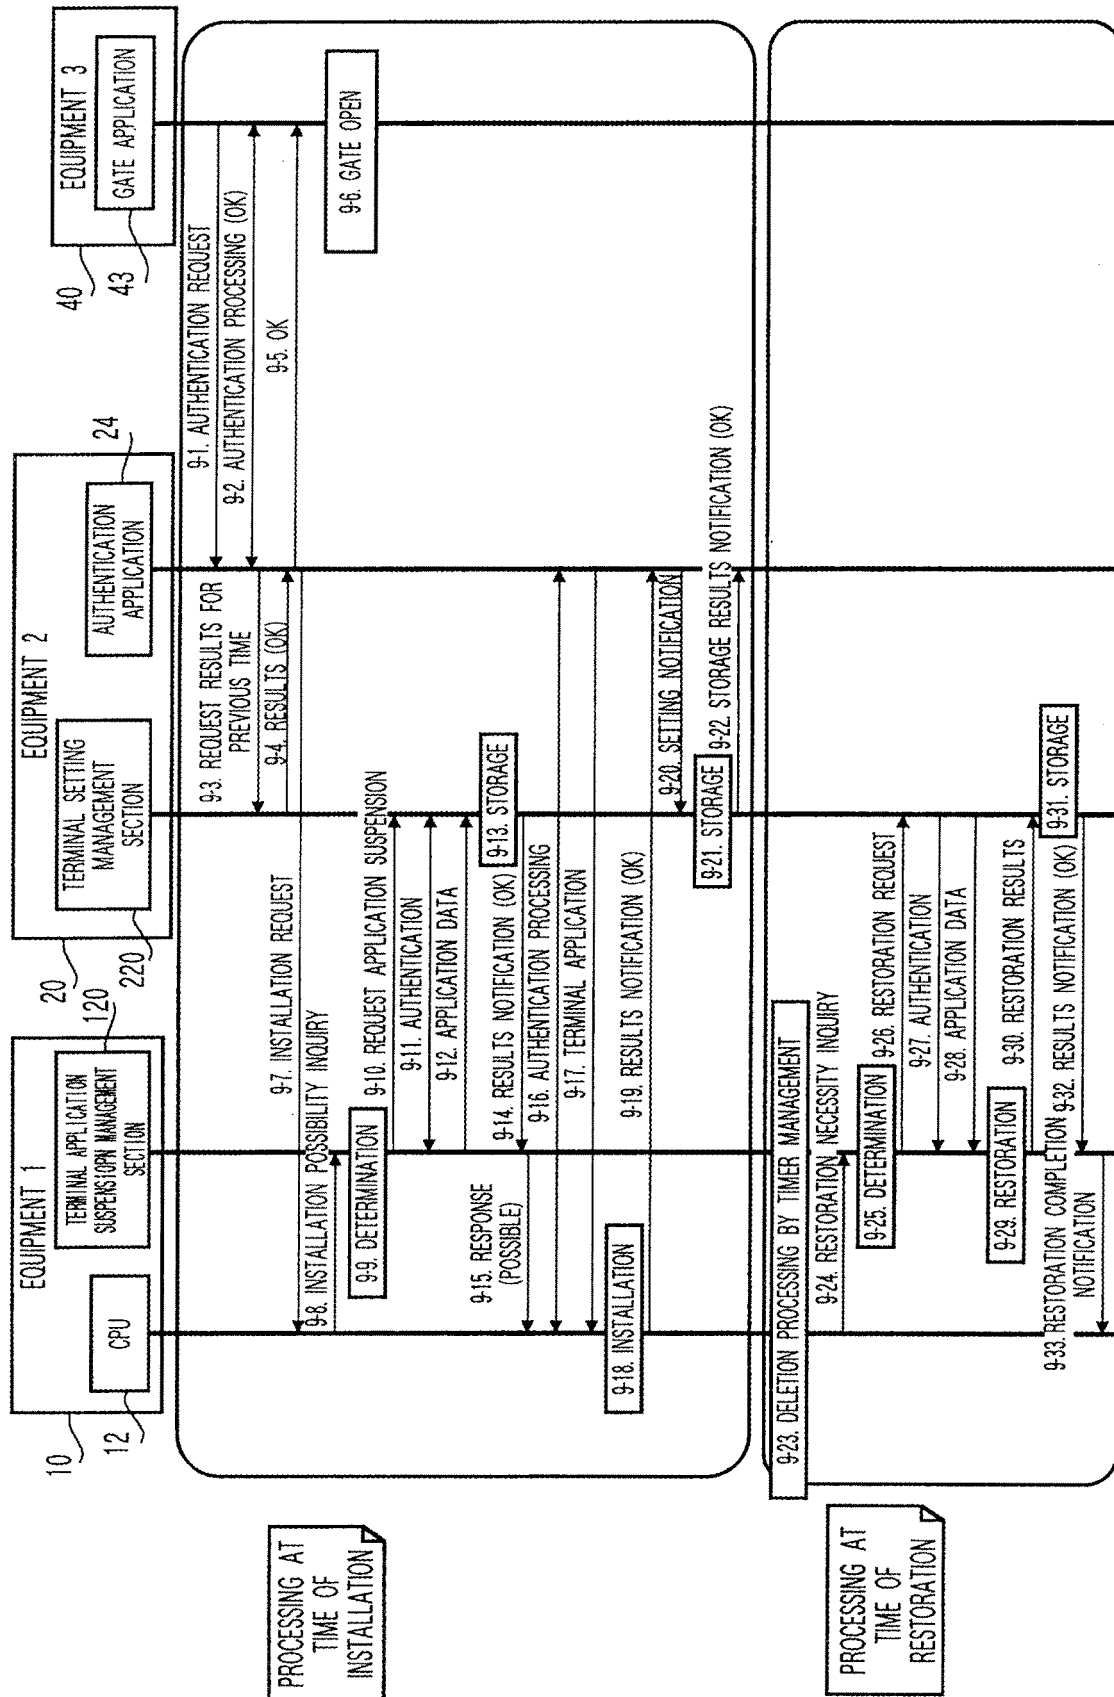 EQUIPMENT 1
CPU
TERMINAL APPLICATION
SUSPENSIOPN MANAGEMENT
SECTION
10
12
120
EQUIPMENT 2
TERMINAL SETTING
MANAGEMENT
SECTION
AUTHENTICATION
APPLICATION
20
220
24
EQUIPMENT 3
GATE APPLICATION
40
43
PROCESSING AT
TIME OF
INSTALLATION
9-1. AUTHENTICATION REQUEST
9-2. AUTHENTICATION PROCESSING (OK)
9-3. REQUEST RESULTS FOR
PREVIOUS TIME
9-4. RESULTS (OK)
9-5. OK
9-6. GATE OPEN
9-7. INSTALLATION REQUEST
9-8. INSTALLATION POSSIBILITY INQUIRY
9-9. DETERMINATION
9-10. REQUEST APPLICATION SUSPENSION
9-11. AUTHENTICATION
9-12. APPLICATION DATA
9-13. STORAGE
9-14. RESULTS NOTIFICATION (OK)
9-15. RESPONSE
(POSSIBLE)
9-16. AUTHENTICATION PROCESSING
9-17. TERMINAL APPLICATION
9-18. INSTALLATION
9-19. RESULTS NOTIFICATION (OK)
9-20. SETTING NOTIFICATION
9-21. STORAGE
9-22. STORAGE RESULTS NOTIFICATION (OK)
PROCESSING AT
TIME OF
RESTORATION
9-23. DELETION PROCESSING BY TIMER MANAGEMENT
9-24. RESTORATION NECESSITY INQUIRY
9-25. DETERMINATION
9-26. RESTORATION REQUEST
9-27. AUTHENTICATION
9-28. APPLICATION DATA
9-29. RESTORATION
9-30. RESTORATION RESULTS
9-31. STORAGE
9-32. RESULTS NOTIFICATION (OK)
9-33. RESTORATION COMPLETION
NOTIFICATION